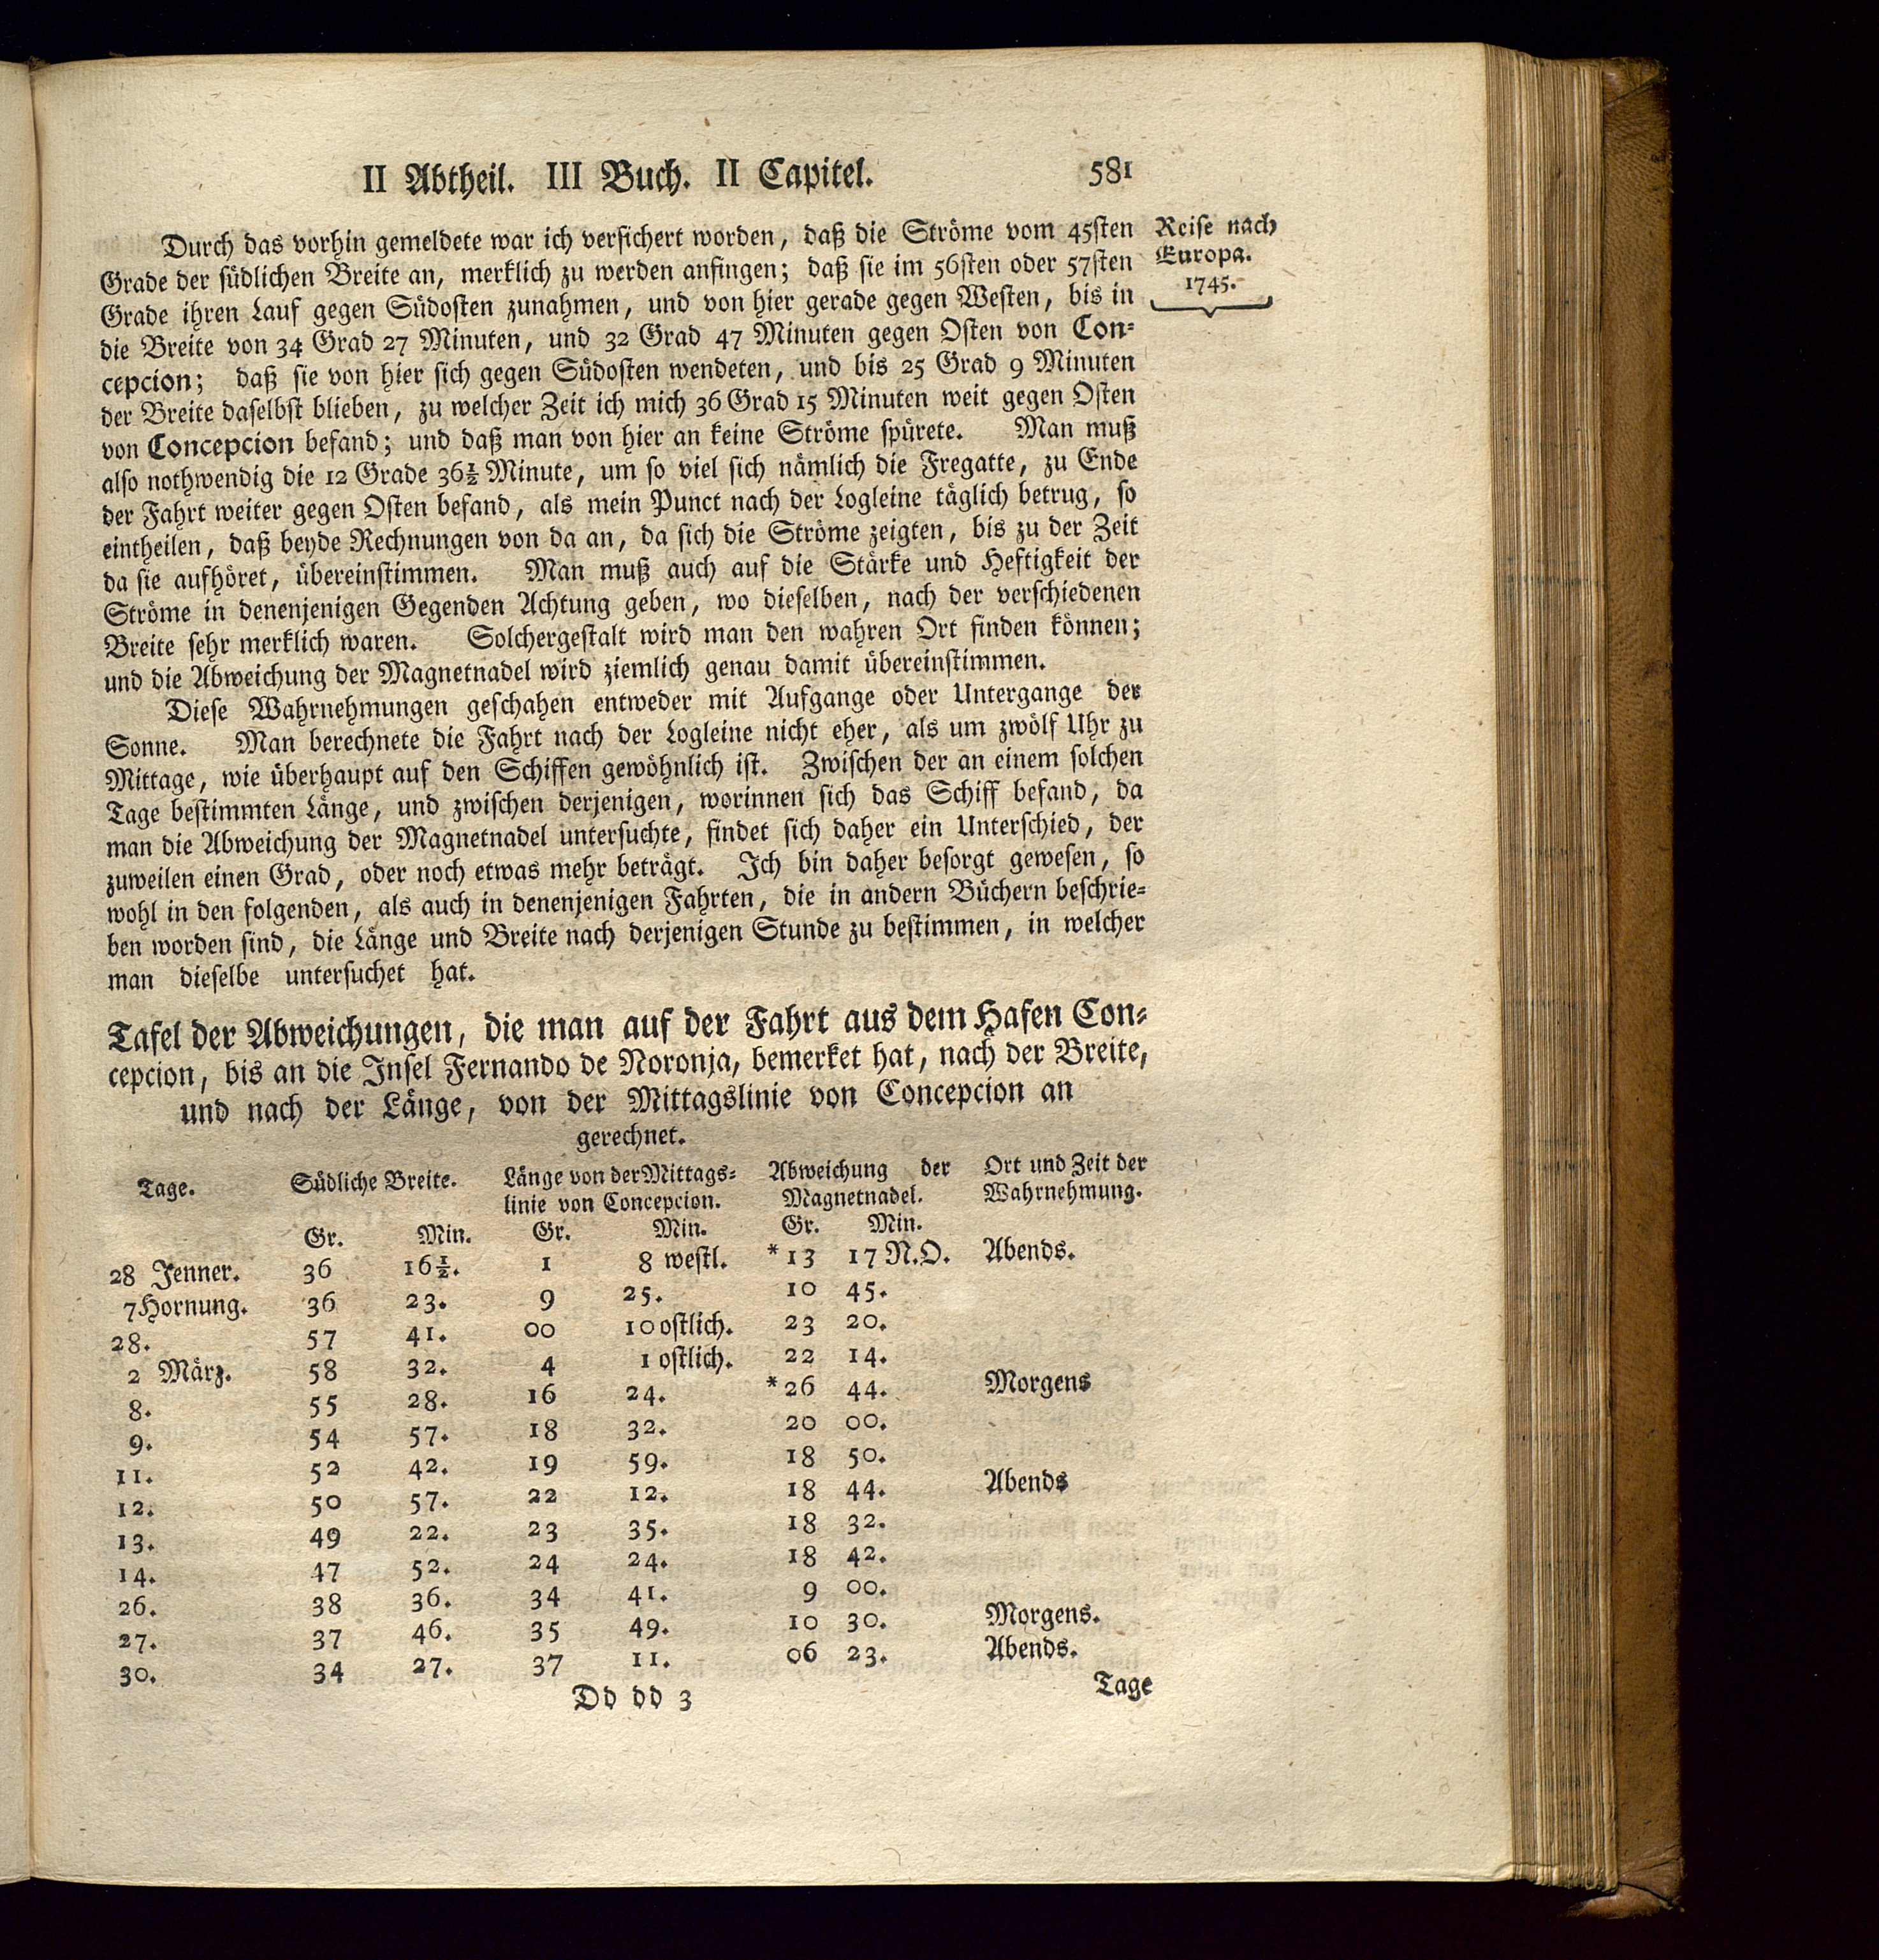 II Abtheil. III Buch. II Capitel. 581
Reise nach
Europa.
1745.
Durch das vorhin gemeldete war ich versichert worden, daß die Ströme vom 45sten
Grade der südlichen Breite an, merklich zu werden anfingen; daß sie im 56sten oder 57sten
Grade ihren Lauf gegen Südosten zunahmen, und von hier gerade gegen Westen, bis in
die Breite von 34 Grad 27 Minuten, und 32 Grad 47 Minuten gegen Osten von Con-
cepcion; daß sie von hier sich gegen Südosten wendeten, und bis 25 Grad 9 Minuten
der Breite daselbst blieben, zu welcher Zeit ich mich 36 Grad 15 Minuten weit gegen Osten
von Concepcion befand; und daß man von hier an keine Ströme spürete. Man muß
also nothwendig die 12 Grade 36½ Minute, um so viel sich nämlich die Fregatte, zu Ende
der Fahrt weiter gegen Osten befand, als mein Punct nach der Logleine täglich betrug, so
eintheilen, daß beyde Rechnungen von da an, da sich die Ströme zeigten, bis zu der Zeit
da sie aufhöret, übereinstimmen. Man muß auch auf die Stärke und Heftigkeit der
Ströme in denenjenigen Gegenden Achtung geben, wo dieselben, nach der verschiedenen
Breite sehr merklich waren. Solchergestalt wird man den wahren Ort finden können;
und die Abweichung der Magnetnadel wird ziemlich genau damit übereinstimmen.
Diese Wahrnehmungen geschahen entweder mit Aufgange oder Untergange der
Sonne. Man berechnete die Fahrt nach der Logleine nicht eher, als um zwölf Uhr zu
Mittage, wie überhaupt auf den Schiffen gewöhnlich ist. Zwischen der an einem solchen
Tage bestimmten Länge, und zwischen derjenigen, worinnen sich das Schiff befand, da
man die Abweichung der Magnetnadel untersuchte, findet sich daher ein Unterschied, der
zuweilen einen Grad, oder noch etwas mehr beträgt. Ich bin daher besorgt gewesen, so
wohl in den folgenden, als auch in denenjenigen Fahrten, die in andern Büchern beschrie-
ben worden sind, die Länge und Breite nach derjenigen Stunde zu bestimmen, in welcher
man dieselbe untersuchet hat.
Tafel der Abweichungen, die man auf der Fahrt aus dem Hafen Con-
cepcion, bis an die Insel Fernando de Noronja, bemerket hat, nach der Breite,
und nach der Länge, von der Mittagslinie von Concepcion an
gerechnet.
Tage. Südliche Breite. Länge von der Mittags- Abweichung der Ort und Zeit der
linie von Concepcion. Magnetnadel. Wahrnehmung.
Gr. Min. Gr. Min. Gr. Min.
28 Jenner. 36 16½. 1 8 westl. *13 17 N.O. Abends.
7 Hornung. 36 23. 9 25. 10 45.
28. 57 41. 00 10 ostlich. 23 20.
2 März. 58 32. 4 1 ostlich. 22 14.
8. 55 28. 16 24. *26 44. Morgens
9. 54 57. 18 32. 20 00.
11. 52 42. 19 59. 18 50.
12. 50 57. 22 12. 18 44. Abends
13. 49 22. 23 35. 18 32.
14. 47 52. 24 24. 18 42.
26. 38 36. 34 41. 9 00.
27. 37 46. 35 49. 10 30. Morgens.
30. 34 27. 37 11. 06 23. Abends.
Dd dd 3 Tage